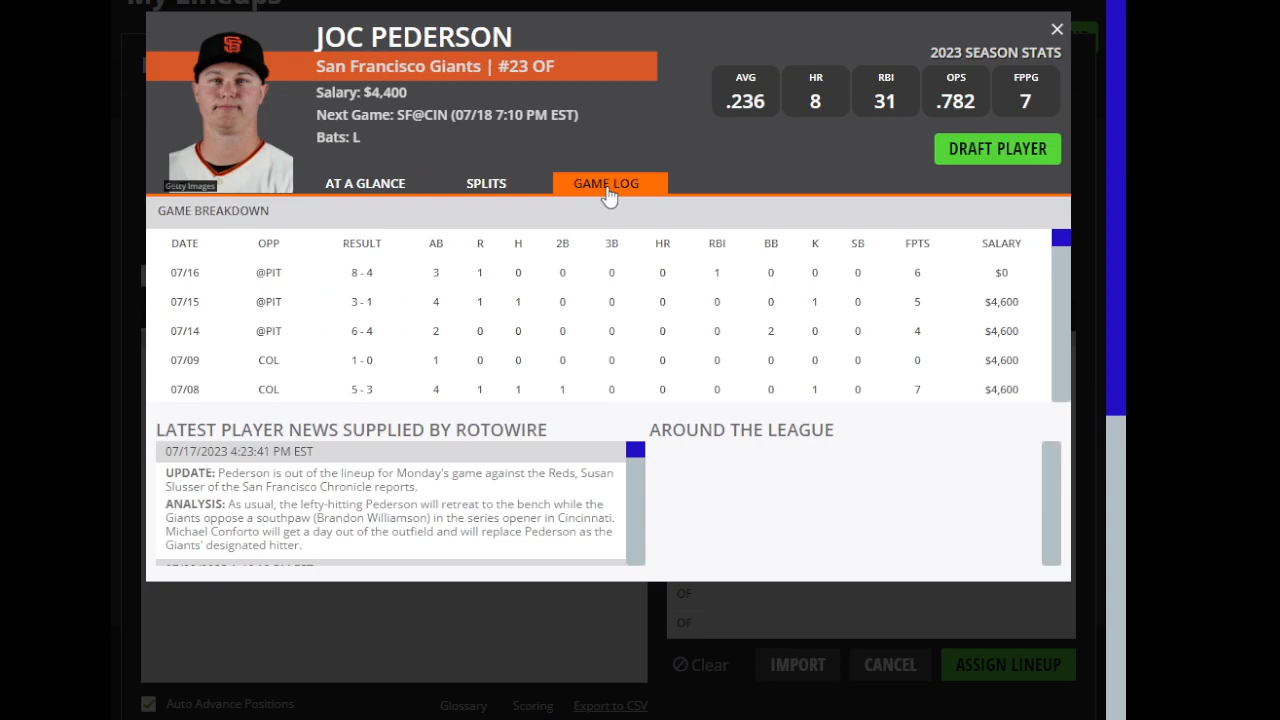 My Lineups
JOC PEDERSON
San Francisco Giants | #23 OF
Salary: $4,400
Next Game: SF@CIN (07/18 7:10 PM EST)
Bats: L
Getty Images
2023 SEASON STATS
AVG HR RBI OPS FPPG
.236 8 31 .782 7
DRAFT PLAYER
AT A GLANCE SPLITS GAME LOG
GAME BREAKDOWN
DATE OPP RESULT AB R H 2B 3B HR RBI BB K SB FPTS SALARY
07/16 @PIT 8 - 4 3 1 0 0 0 0 1 0 0 0 6 $0
07/15 @PIT 3 - 1 4 1 1 0 0 0 0 0 1 0 5 $4,600
07/14 @PIT 6 - 4 2 0 0 0 0 0 0 2 0 0 4 $4,600
07/09 COL 1 - 0 1 0 0 0 0 0 0 0 0 0 0 $4,600
07/08 COL 5 - 3 4 1 1 1 0 0 0 0 1 0 7 $4,600
LATEST PLAYER NEWS SUPPLIED BY ROTOWIRE
07/17/2023 4:23:41 PM EST
UPDATE: Pederson is out of the lineup for Monday's game against the Reds, Susan
Slusser of the San Francisco Chronicle reports.
ANALYSIS: As usual, the lefty-hitting Pederson will retreat to the bench while the
Giants oppose a southpaw (Brandon Williamson) in the series opener in Cincinnati.
Michael Conforto will get a day out of the outfield and will replace Pederson as the
Giants' designated hitter.
AROUND THE LEAGUE
OF
OF
Clear IMPORT CANCEL ASSIGN LINEUP
Auto Advance Positions Glossary Scoring Export to CSV